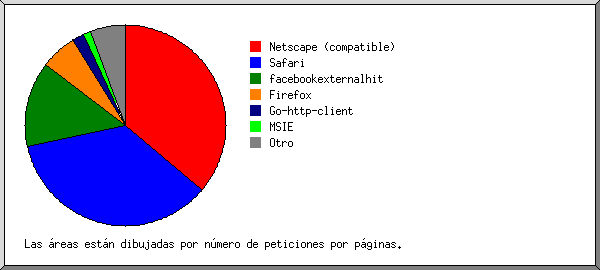 Netscape (compatible)
Safari
facebookexternalhit
Firefox
Go-http-client
MSIE
Otro
Las áreas están dibujadas por número de peticiones por páginas.